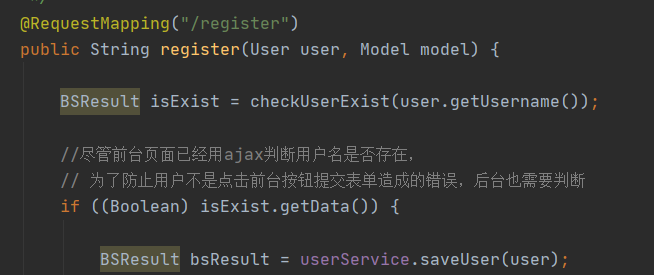 */
@RequestMapping("/register")
public String register(User user, Model model) {
BSResult isExist = checkUserExist(user.getUsername());
//尽管前台页面已经用ajax判断用户名是否存在，
// 为了防止用户不是点击前台按钮提交表单造成的错误，后台也需要判断
if ((Boolean) isExist.getData()) {
BSResult bsResult = userService.saveUser(user);